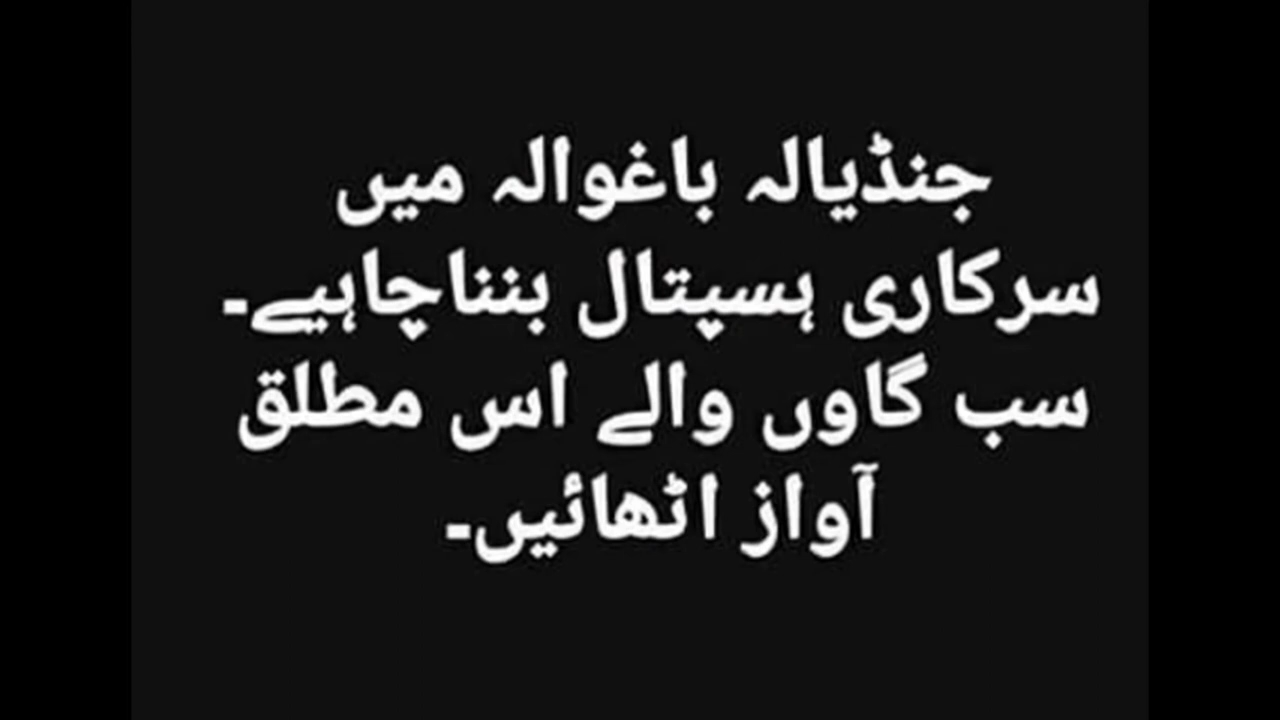 جنڈیالہ باغوالہ میں
سرکاری ہسپتال بنناچاہیے۔
سب گاوں والے اس مطلق
آواز اٹھائیں۔